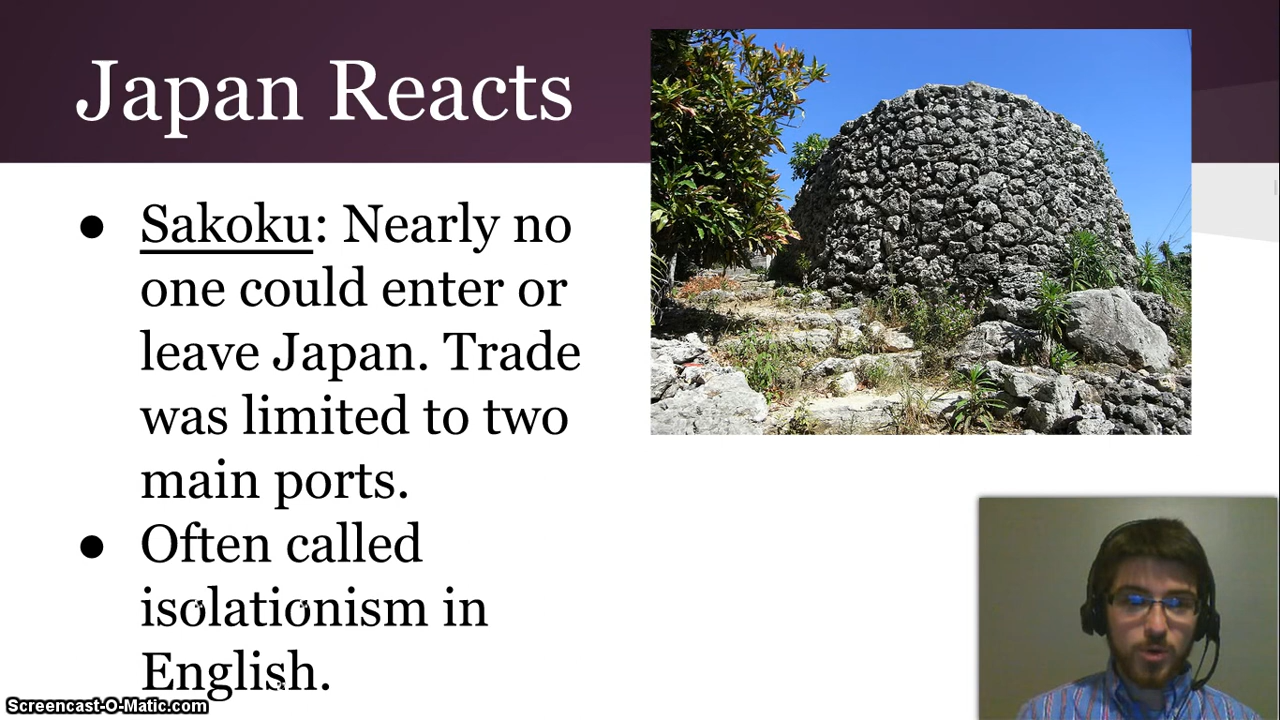 Japan Reacts
● Sakoku: Nearly no
one could enter or
leave Japan. Trade
was limited to two
main ports.
● Often called
isolationism in
English.
Screencast-O-Matic.com